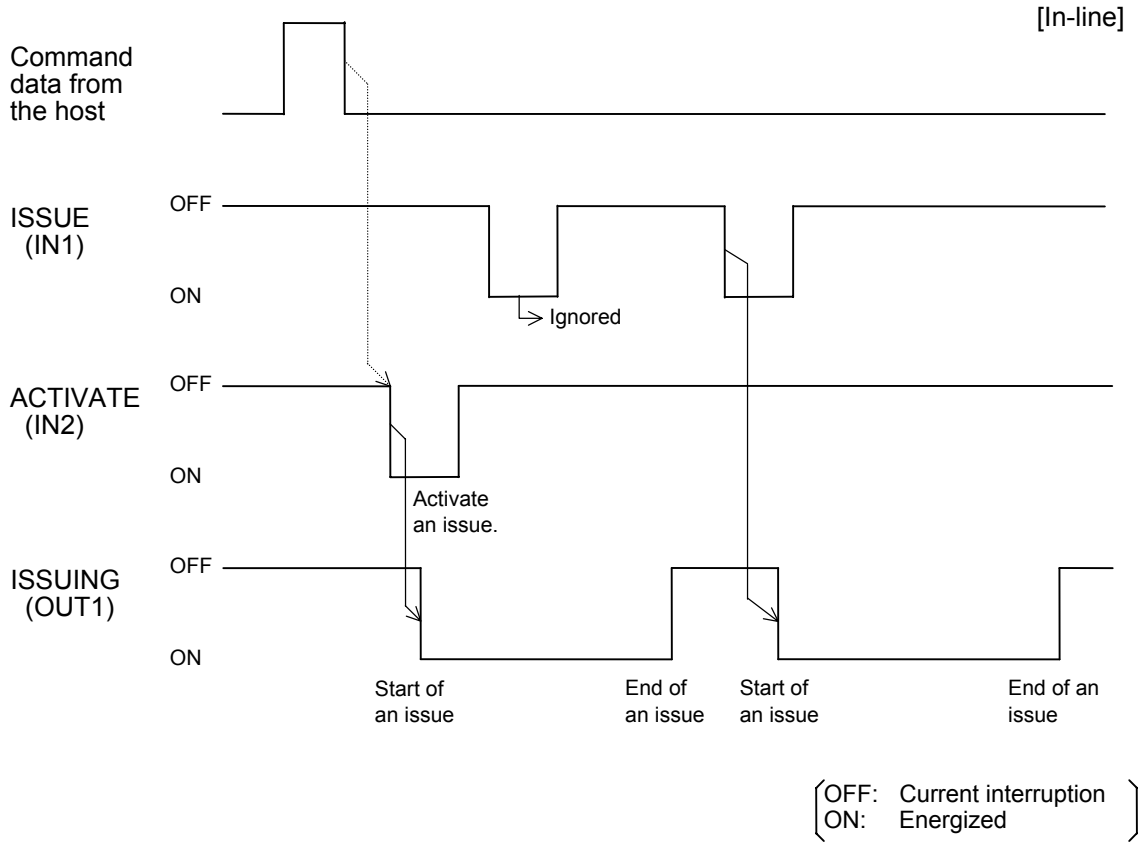 [In-line]
Command
data from
the host
OFF
ISSUE
(IN1)
ON
Ignored
OFF
ACTIVATE
(IN2)
ON
Activate
an issue.
OFF
ISSUING
(OUT1)
ON
Start of
an issue
End of
an issue
Start of
an issue
End of an
issue
OFF: Current interruption
ON: Energized